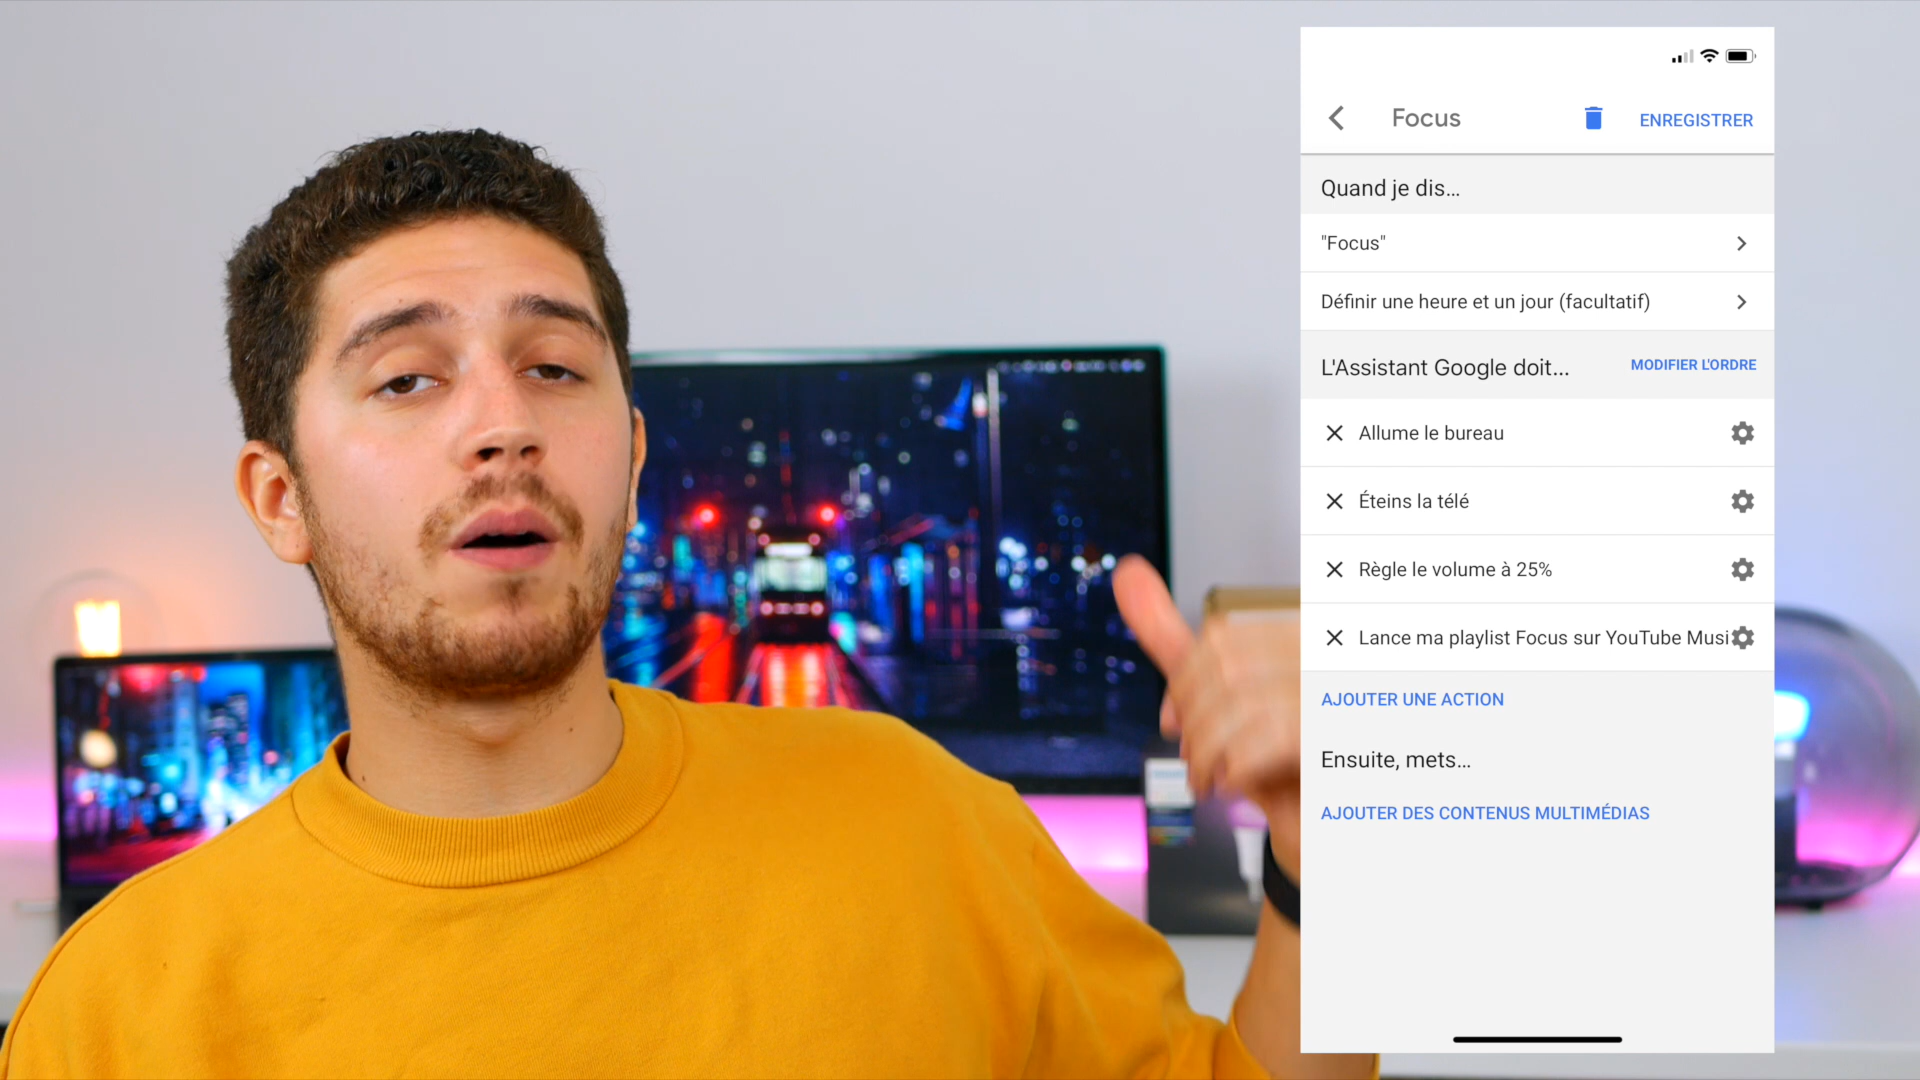 Focus
ENREGISTRER
Quand je dis...
"Focus"
Définir une heure et un jour (facultatif)
L'Assistant Google doit...
MODIFIER L'ORDRE
Allume le bureau
Éteins la télé
Règle le volume à 25%
Lance ma playlist Focus sur YouTube Musi
AJOUTER UNE ACTION
Ensuite, mets...
AJOUTER DES CONTENUS MULTIMÉDIAS